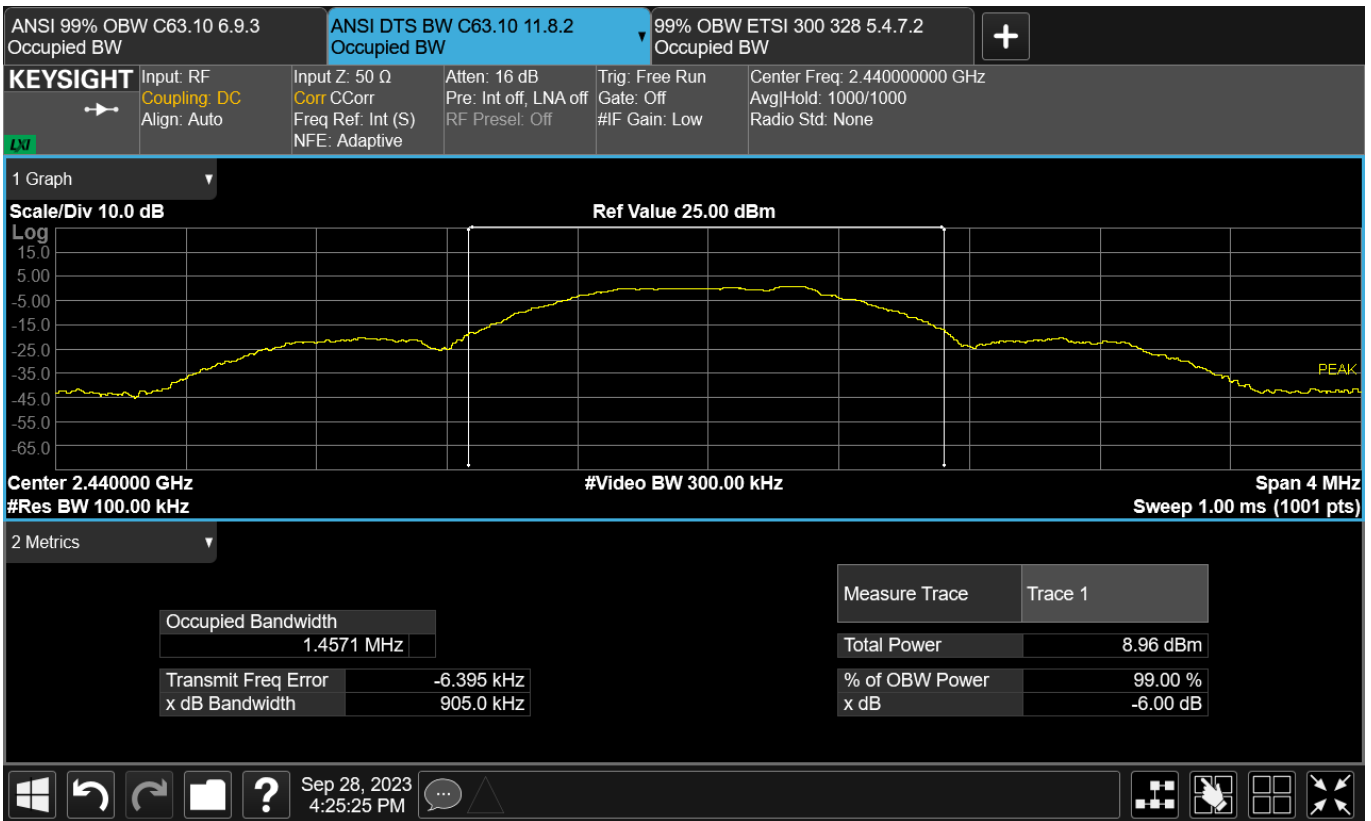 ANSI 99% OBW C63.10 6.9.3
Occupied BW
ANSI DTS BW C63.10 11.8.2
Occupied BW
99% OBW ETSI 300 328 5.4.7.2
Occupied BW
KEYSIGHT
LXI
Input: RF
Coupling: DC
Align: Auto
Input Z: 50 Ω
Corr CCorr
Freq Ref: Int (S)
NFE: Adaptive
Atten: 16 dB
Pre: Int off, LNA off
RF Presel: Off
Trig: Free Run
Gate: Off
#IF Gain: Low
Center Freq: 2.440000000 GHz
Avg|Hold: 1000/1000
Radio Std: None
1 Graph
Scale/Div 10.0 dB
Ref Value 25.00 dBm
Log
15.0
5.00
-5.00
-15.0
-25.0
-35.0
-45.0
-55.0
-65.0
PEAK
Center 2.440000 GHz
#Video BW 300.00 kHz
Span 4 MHz
#Res BW 100.00 kHz
Sweep 1.00 ms (1001 pts)
2 Metrics
Measure Trace
Trace 1
Occupied Bandwidth
1.4571 MHz
Total Power
8.96 dBm
Transmit Freq Error
-6.395 kHz
% of OBW Power
99.00 %
x dB Bandwidth
905.0 kHz
x dB
-6.00 dB
Sep 28, 2023
4:25:25 PM